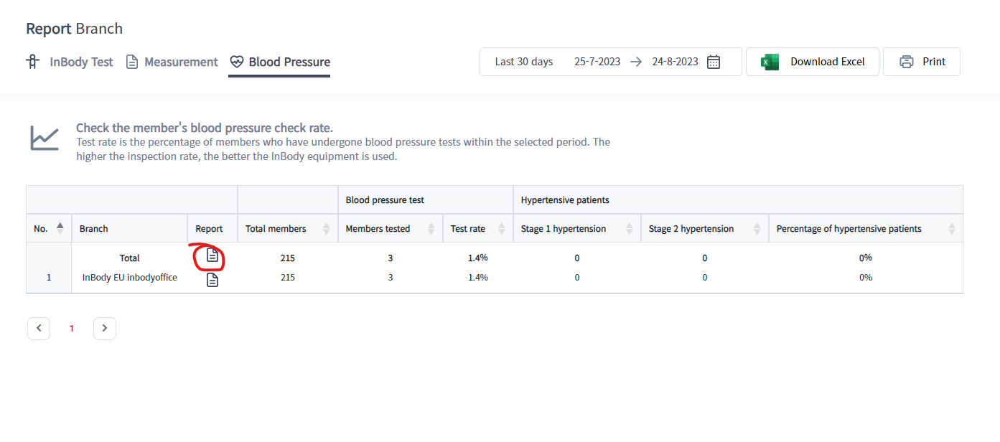 Report Branch
InBody Test Measurement Blood Pressure
Last 30 days 25-7-2023 24-8-2023 Download Excel Print
Check the member's blood pressure check rate.
Test rate is the percentage of members who have undergone blood pressure tests within the selected period. The
higher the inspection rate, the better the InBody equipment is used.
Blood pressure test Hypertensive patients
No. Branch Report Total members Members tested Test rate Stage 1 hypertension Stage 2 hypertension Percentage of hypertensive patients
Total 215 3 1.4% 0 0 0%
1 InBody EU inbodyoffice 215 3 1.4% 0 0 0%
1